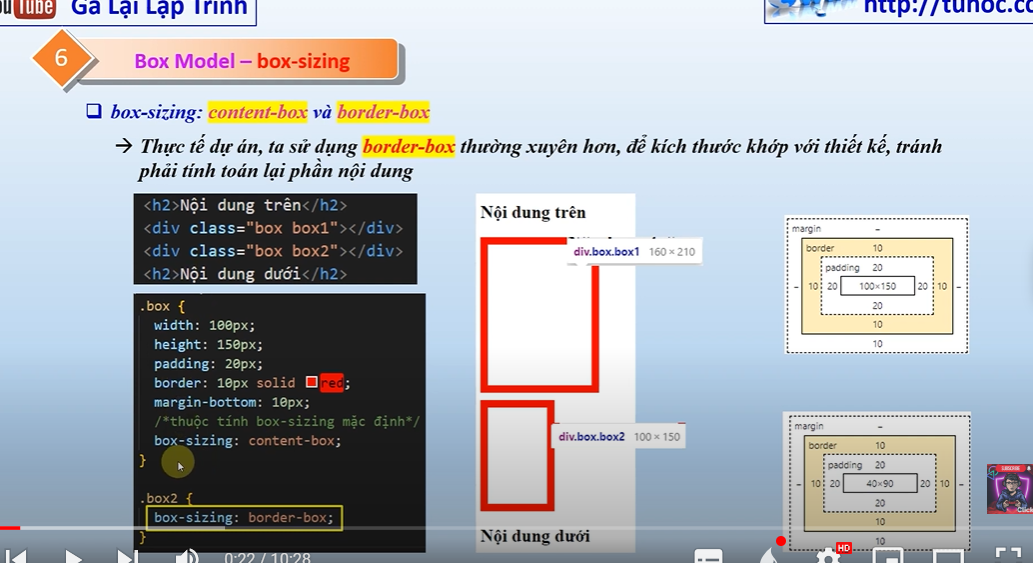 Tube Gà Lại Lập Trình
http://tuhoc.cc
6
Box Model – box-sizing
box-sizing: content-box và border-box
→ Thực tế dự án, ta sử dụng border-box thường xuyên hơn, để kích thước khớp với thiết kế, tránh
phải tính toán lại phần nội dung
<h2>Nội dung trên</h2>
<div class="box box1"></div>
<div class="box box2"></div>
<h2>Nội dung dưới</h2>
.box {
width: 100px;
height: 150px;
padding: 20px;
border: 10px solid red;
margin-bottom: 10px;
/*thuộc tính box-sizing mặc định*/
box-sizing: content-box;
}
.box2 {
box-sizing: border-box;
}
Nội dung trên
div.box.box1 160 × 210
div.box.box2 100 × 150
Nội dung dưới
margin –
border 10
padding 20
– 10 20 100×150 20 10 –
20
10
10
margin –
border 10
padding 20
– 10 20 40×90 20 10 –
20
10
10
0:22 / 10:28
HD